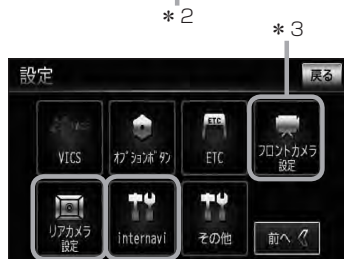 *2
*3
設定
戻る
VICS
ｵﾌﾟｼｮﾝﾎﾞﾀﾝ
ETC
ETC
フロントカメラ
設定
リアカメラ
設定
internavi
その他
前へ